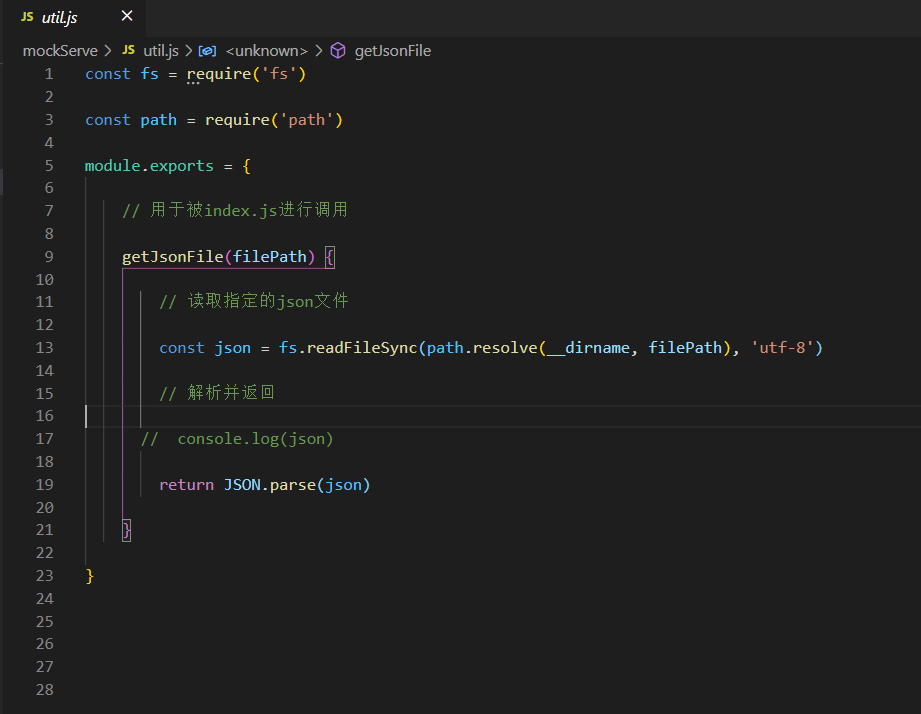 JS util.js ×
mockServe > JS util.js > <unknown> > getJsonFile
1 const fs = require('fs')
2
3 const path = require('path')
4
5 module.exports = {
6
7 // 用于被index.js进行调用
8
9 getJsonFile(filePath) {
10
11 // 读取指定的json文件
12
13 const json = fs.readFileSync(path.resolve(__dirname, filePath), 'utf-8')
14
15 // 解析并返回
16
17 //  console.log(json)
18
19 return JSON.parse(json)
20
21 }
22
23 }
24
25
26
27
28